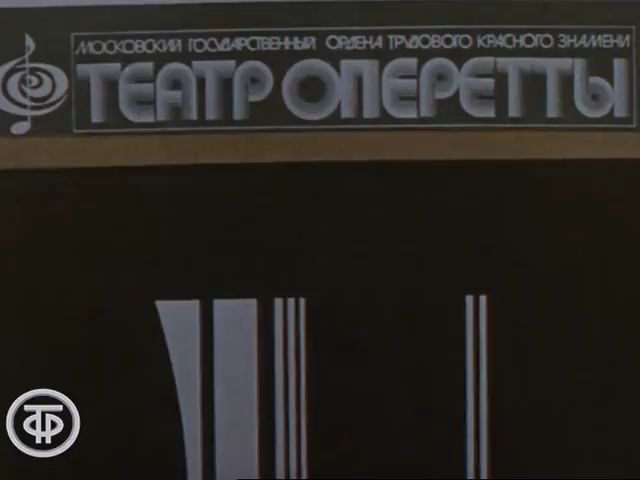 МОСКОВСКИЙ ГОСУДАРСТВЕННЫЙ ОРДЕНА ТРУДОВОГО КРАСНОГО ЗНАМЕНИ
ТЕАТР ОПЕРЕТТЫ